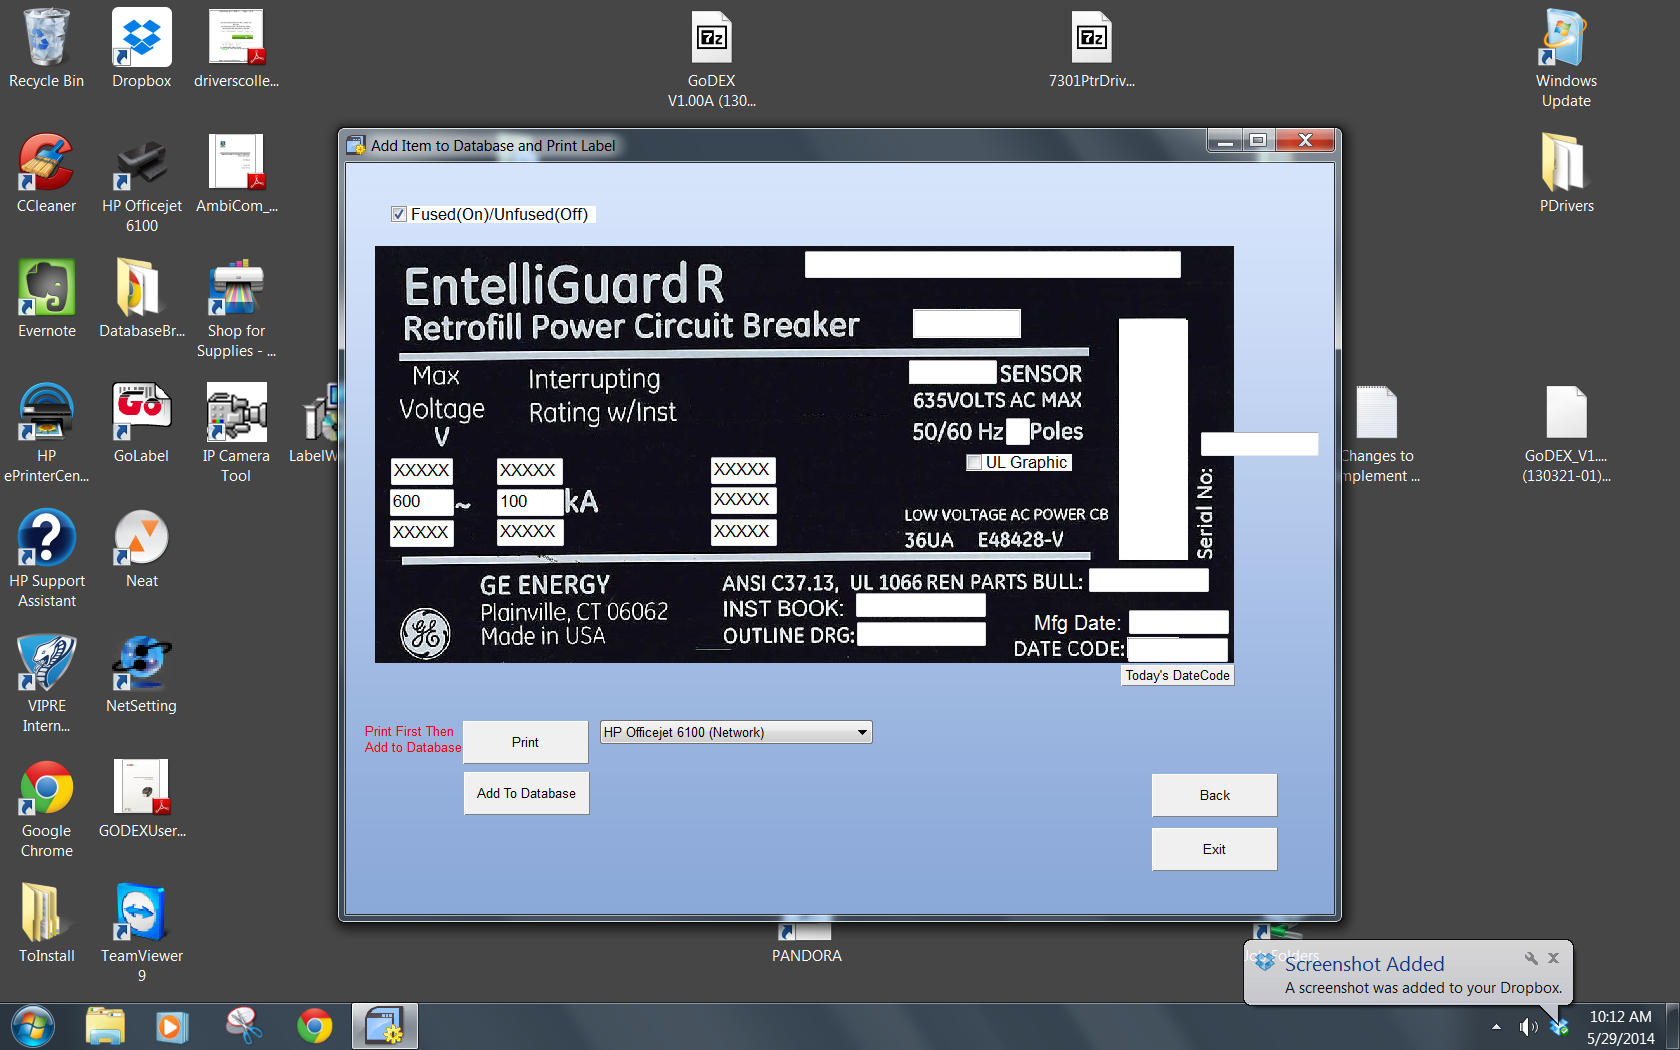 Recycle Bin
Dropbox
driverscolle...
GoDEX
V1.00A (130...
7301PtrDriv...
Windows
Update
CCleaner
HP Officejet
6100
AmbiCom_...
PDrivers
Evernote
DatabaseBr...
Shop for
Supplies - ...
HP
ePrinterCen...
GoLabel
IP Camera
Tool
LabelW
Changes to
mplement ...
GoDEX_V1....
(130321-01)...
HP Support
Assistant
Neat
VIPRE
Intern...
NetSetting
Google
Chrome
GODEXUser...
ToInstall
TeamViewer
9
PANDORA
Job Folders
Add Item to Database and Print Label
Fused(On)/Unfused(Off)
EntelliGuard R
Retrofill Power Circuit Breaker
Max
Voltage
V
Interrupting
Rating w/Inst
SENSOR
635VOLTS AC MAX
50/60 Hz Poles
UL Graphic
XXXXX XXXXX XXXXX
600 ~ 100 kA XXXXX
XXXXX XXXXX XXXXX
LOW VOLTAGE AC POWER CB
36UA E48428-V
Serial No:
GE ENERGY
Plainville, CT 06062
Made in USA
GE
ANSI C37.13, UL 1066 REN PARTS BULL:
INST BOOK:
OUTLINE DRG:
Mfg Date:
DATE CODE:
Today's DateCode
Print First Then
Add to Database
Print
HP Officejet 6100 (Network)
Add To Database
Back
Exit
Screenshot Added
A screenshot was added to your Dropbox.
10:12 AM
5/29/2014